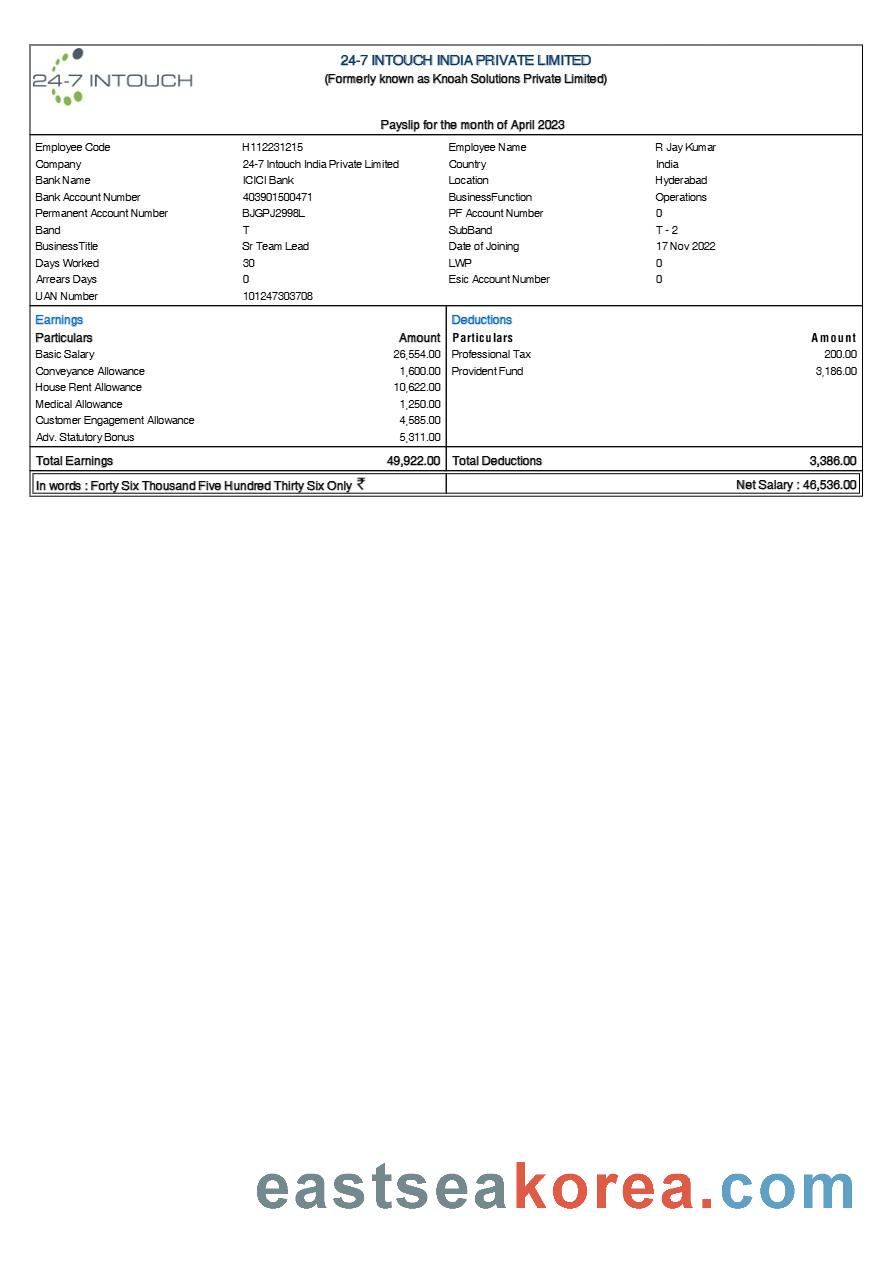 24-7 INTOUCH
24-7 INTOUCH INDIA PRIVATE LIMITED
(Formerly known as Knoah Solutions Private Limited)
Payslip for the month of April 2023
Employee Code H112231215 Employee Name R Jay Kumar
Company 24-7 Intouch India Private Limited Country India
Bank Name ICICI Bank Location Hyderabad
Bank Account Number 403901500471 BusinessFunction Operations
Permanent Account Number BJGPJ2998L PF Account Number 0
Band T SubBand T - 2
BusinessTitle Sr Team Lead Date of Joining 17 Nov 2022
Days Worked 30 LWP 0
Arrears Days 0 Esic Account Number 0
UAN Number 101247303708
Earnings Deductions
Particulars Amount Particulars Amount
Basic Salary 26,554.00 Professional Tax 200.00
Conveyance Allowance 1,600.00 Provident Fund 3,186.00
House Rent Allowance 10,622.00
Medical Allowance 1,250.00
Customer Engagement Allowance 4,585.00
Adv. Statutory Bonus 5,311.00
Total Earnings 49,922.00 Total Deductions 3,386.00
In words : Forty Six Thousand Five Hundred Thirty Six Only ₹ Net Salary : 46,536.00
eastseakorea.com